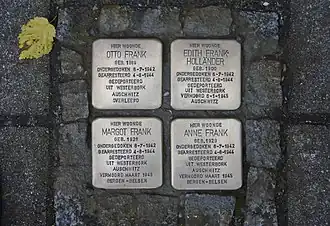 HIER WOONDE
OTTO FRANK
GEB. 1889
ONDERGEDOKEN 6-7-1942
GEARRESTEERD 4-8-1944
GEDEPORTEERD
UIT WESTERBORK
AUSCHWITZ
OVERLEEFD
HIER WOONDE
EDITH FRANK-
HOLLÄNDER
GEB. 1900
ONDERGEDOKEN 6-7-1942
GEARRESTEERD 4-8-1944
GEDEPORTEERD
UIT WESTERBORK
VERMOORD 6-1-1945
AUSCHWITZ
HIER WOONDE
MARGOT FRANK
GEB. 1926
ONDERGEDOKEN 6-7-1942
GEARRESTEERD 4-8-1944
GEDEPORTEERD
UIT WESTERBORK
AUSCHWITZ
VERMOORD MAART 1945
BERGEN-BELSEN
HIER WOONDE
ANNE FRANK
GEB. 1929
ONDERGEDOKEN 6-7-1942
GEARRESTEERD 4-8-1944
GEDEPORTEERD
UIT WESTERBORK
AUSCHWITZ
VERMOORD MAART 1945
BERGEN-BELSEN